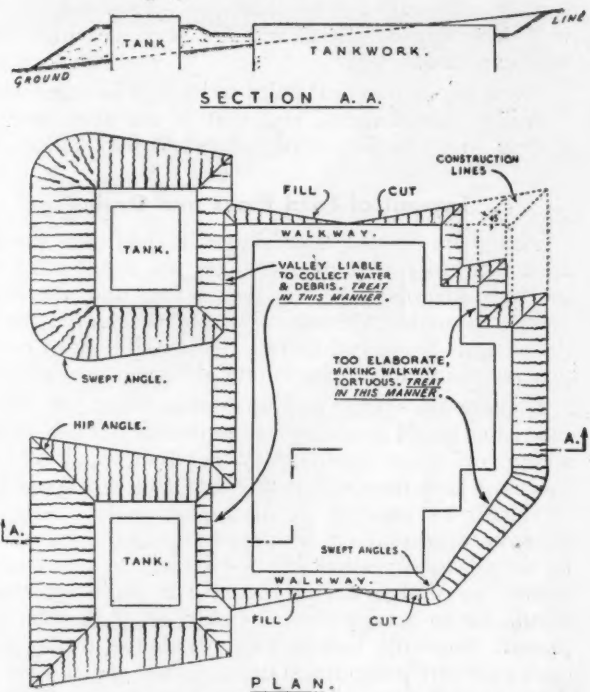 LINE
TANK
TANKWORK.
GROUND
SECTION A.A.
CONSTRUCTION
LINES
FILL
CUT
WALKWAY.
45
TANK.
VALLEY LIABLE
TO COLLECT WATER
& DEBRIS. TREAT
IN THIS MANNER.
TOO ELABORATE,
MAKING WALKWAY
TORTUOUS. TREAT
IN THIS MANNER.
SWEPT ANGLE.
HIP ANGLE.
A.
A.
TANK.
SWEPT ANGLES
WALKWAY.
FILL
CUT
PLAN.